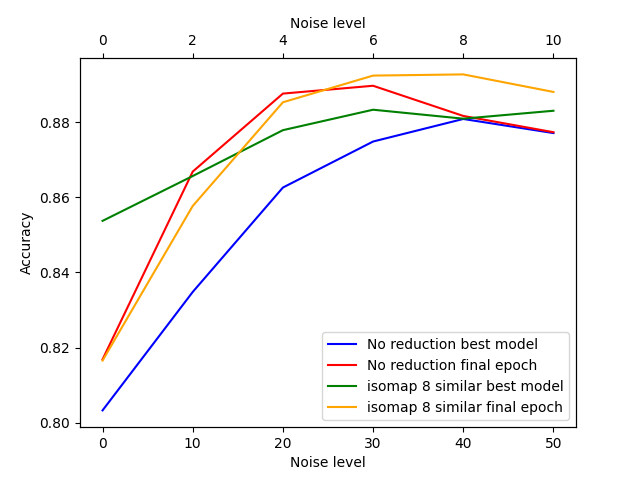 Noise level
0 2 4 6 8 10
Accuracy
0.88
0.86
0.84
0.82
0.80
No reduction best model
No reduction final epoch
isomap 8 similar best model
isomap 8 similar final epoch
0 10 20 30 40 50
Noise level